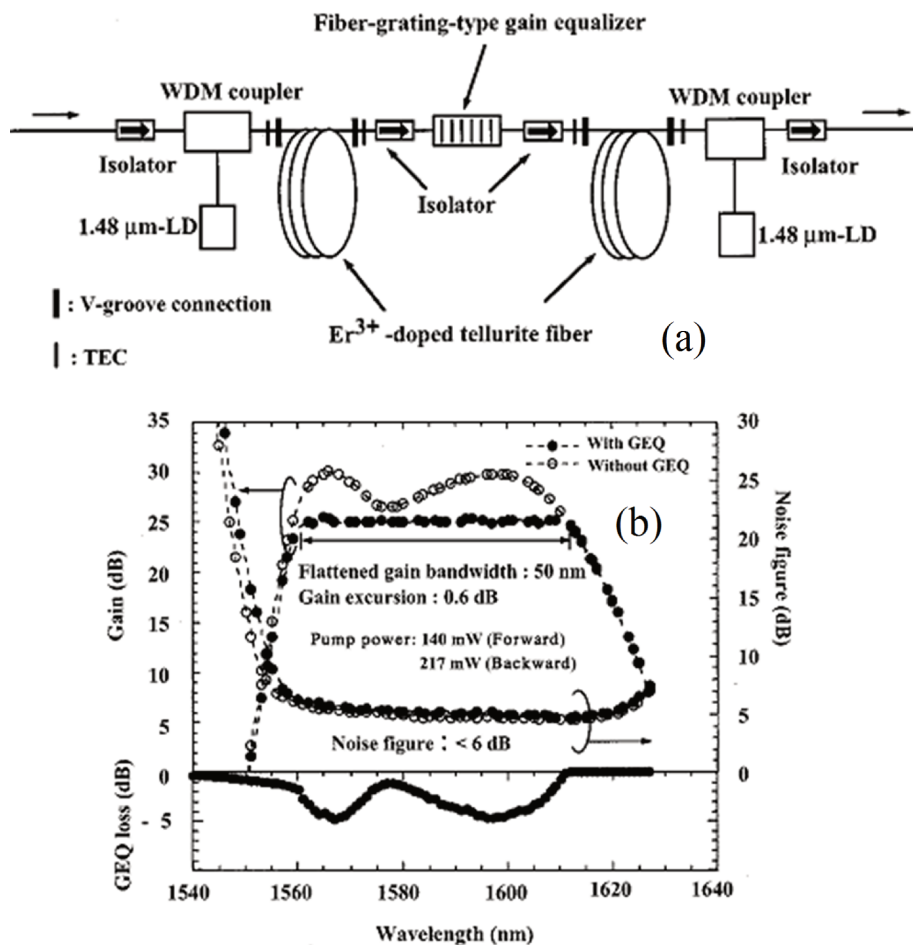 Fiber-grating-type gain equalizer
WDM coupler
WDM coupler
Isolator
Isolator
Isolator
1.48 μm-LD
1.48 μm-LD
: V-groove connection
Er3+ -doped tellurite fiber
: TEC
(a)
35
30
25
20
15
10
5
0
- 5
Gain (dB)
GEQ loss (dB)
30
25
20
15
10
5
0
Noise figure (dB)
With GEQ
Without GEQ
(b)
Flattened gain bandwidth : 50 nm
Gain excursion : 0.6 dB
Pump power: 140 mW (Forward)
217 mW (Backward)
Noise figure : < 6 dB
1540 1560 1580 1600 1620 1640
Wavelength (nm)